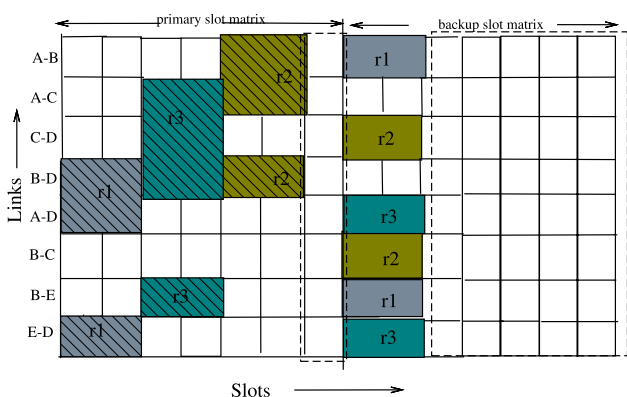 primary slot matrix
backup slot matrix
A-B
r1
r2
A-C
r3
C-D
r2
B-D
r1
r2
A-D
r3
B-C
r2
B-E
r3
r1
E-D
r1
r3
Links
Slots